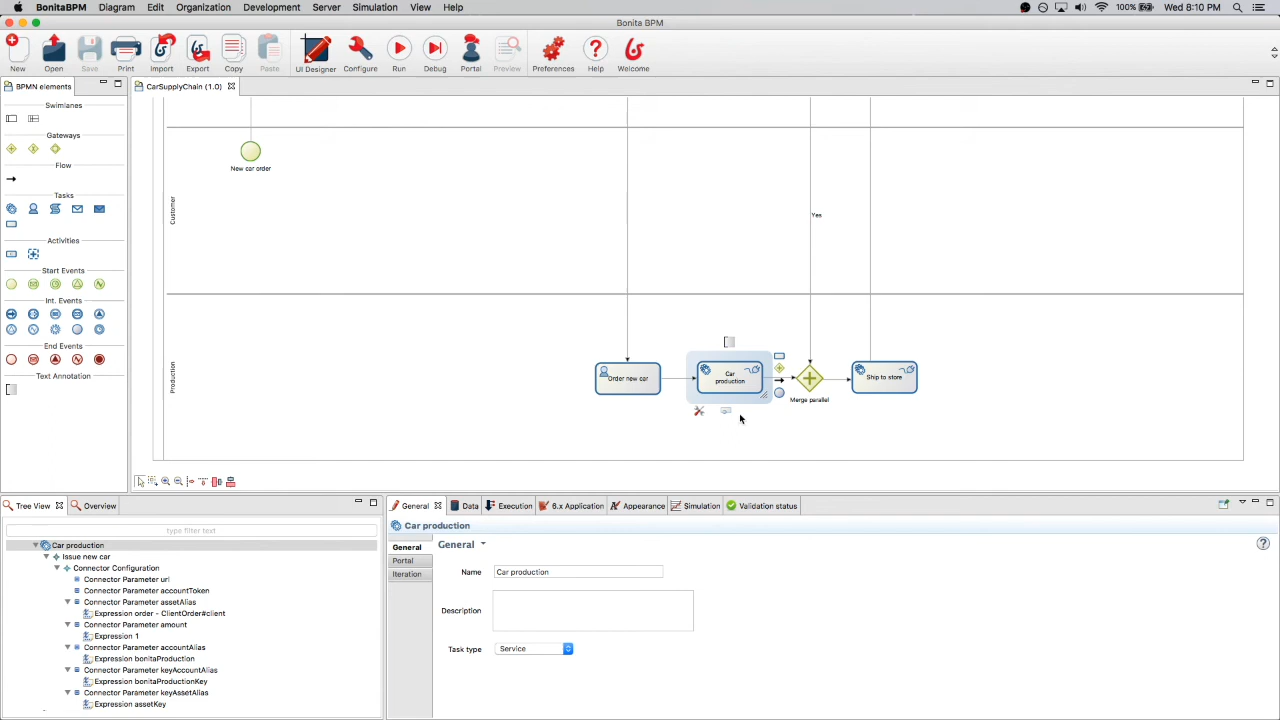 BonitaBPM Diagram Edit Organization Development Server Simulation View Help 100% Wed 8:10 PM
Bonita BPM
New Open Save Print Import Export Copy Paste UI Designer Configure Run Debug Portal Preview Preferences Help Welcome
BPMN elements
Swimlanes
Gateways
Flow
Tasks
Activities
Start Events
Int. Events
End Events
Text Annotation
CarSupplyChain (1.0)
New car order
Customer
Yes
Production
Order new car
Car
production
Merge parallel
Ship to store
Tree View Overview
type filter text
Car production
Issue new car
Connector Configuration
Connector Parameter url
Connector Parameter accountToken
Connector Parameter assetAlias
Expression order - ClientOrder#client
Connector Parameter amount
Expression 1
Connector Parameter accountAlias
Expression bonitaProduction
Connector Parameter keyAccountAlias
Expression bonitaProductionKey
Connector Parameter keyAssetAlias
Expression assetKey
General Data Execution 6.x Application Appearance Simulation Validation status
Car production
General
Portal
Iteration
General
Name Car production
Description
Task type Service